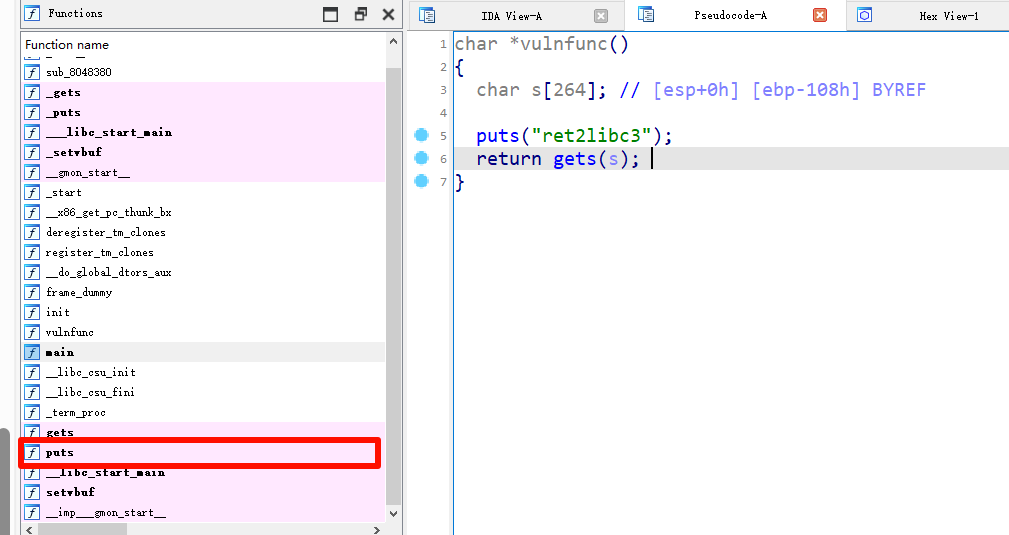 Functions
Function name
sub_8048380
_gets
_puts
___libc_start_main
_setvbuf
__gmon_start__
_start
__x86_get_pc_thunk_bx
deregister_tm_clones
register_tm_clones
__do_global_dtors_aux
frame_dummy
init
vulnfunc
main
__libc_csu_init
__libc_csu_fini
_term_proc
gets
puts
__libc_start_main
setvbuf
__imp___gmon_start__
IDA View-A
Pseudocode-A
Hex View-1
1 char *vulnfunc()
2 {
3 char s[264]; // [esp+0h] [ebp-108h] BYREF
4
5 puts("ret2libc3");
6 return gets(s);
7 }